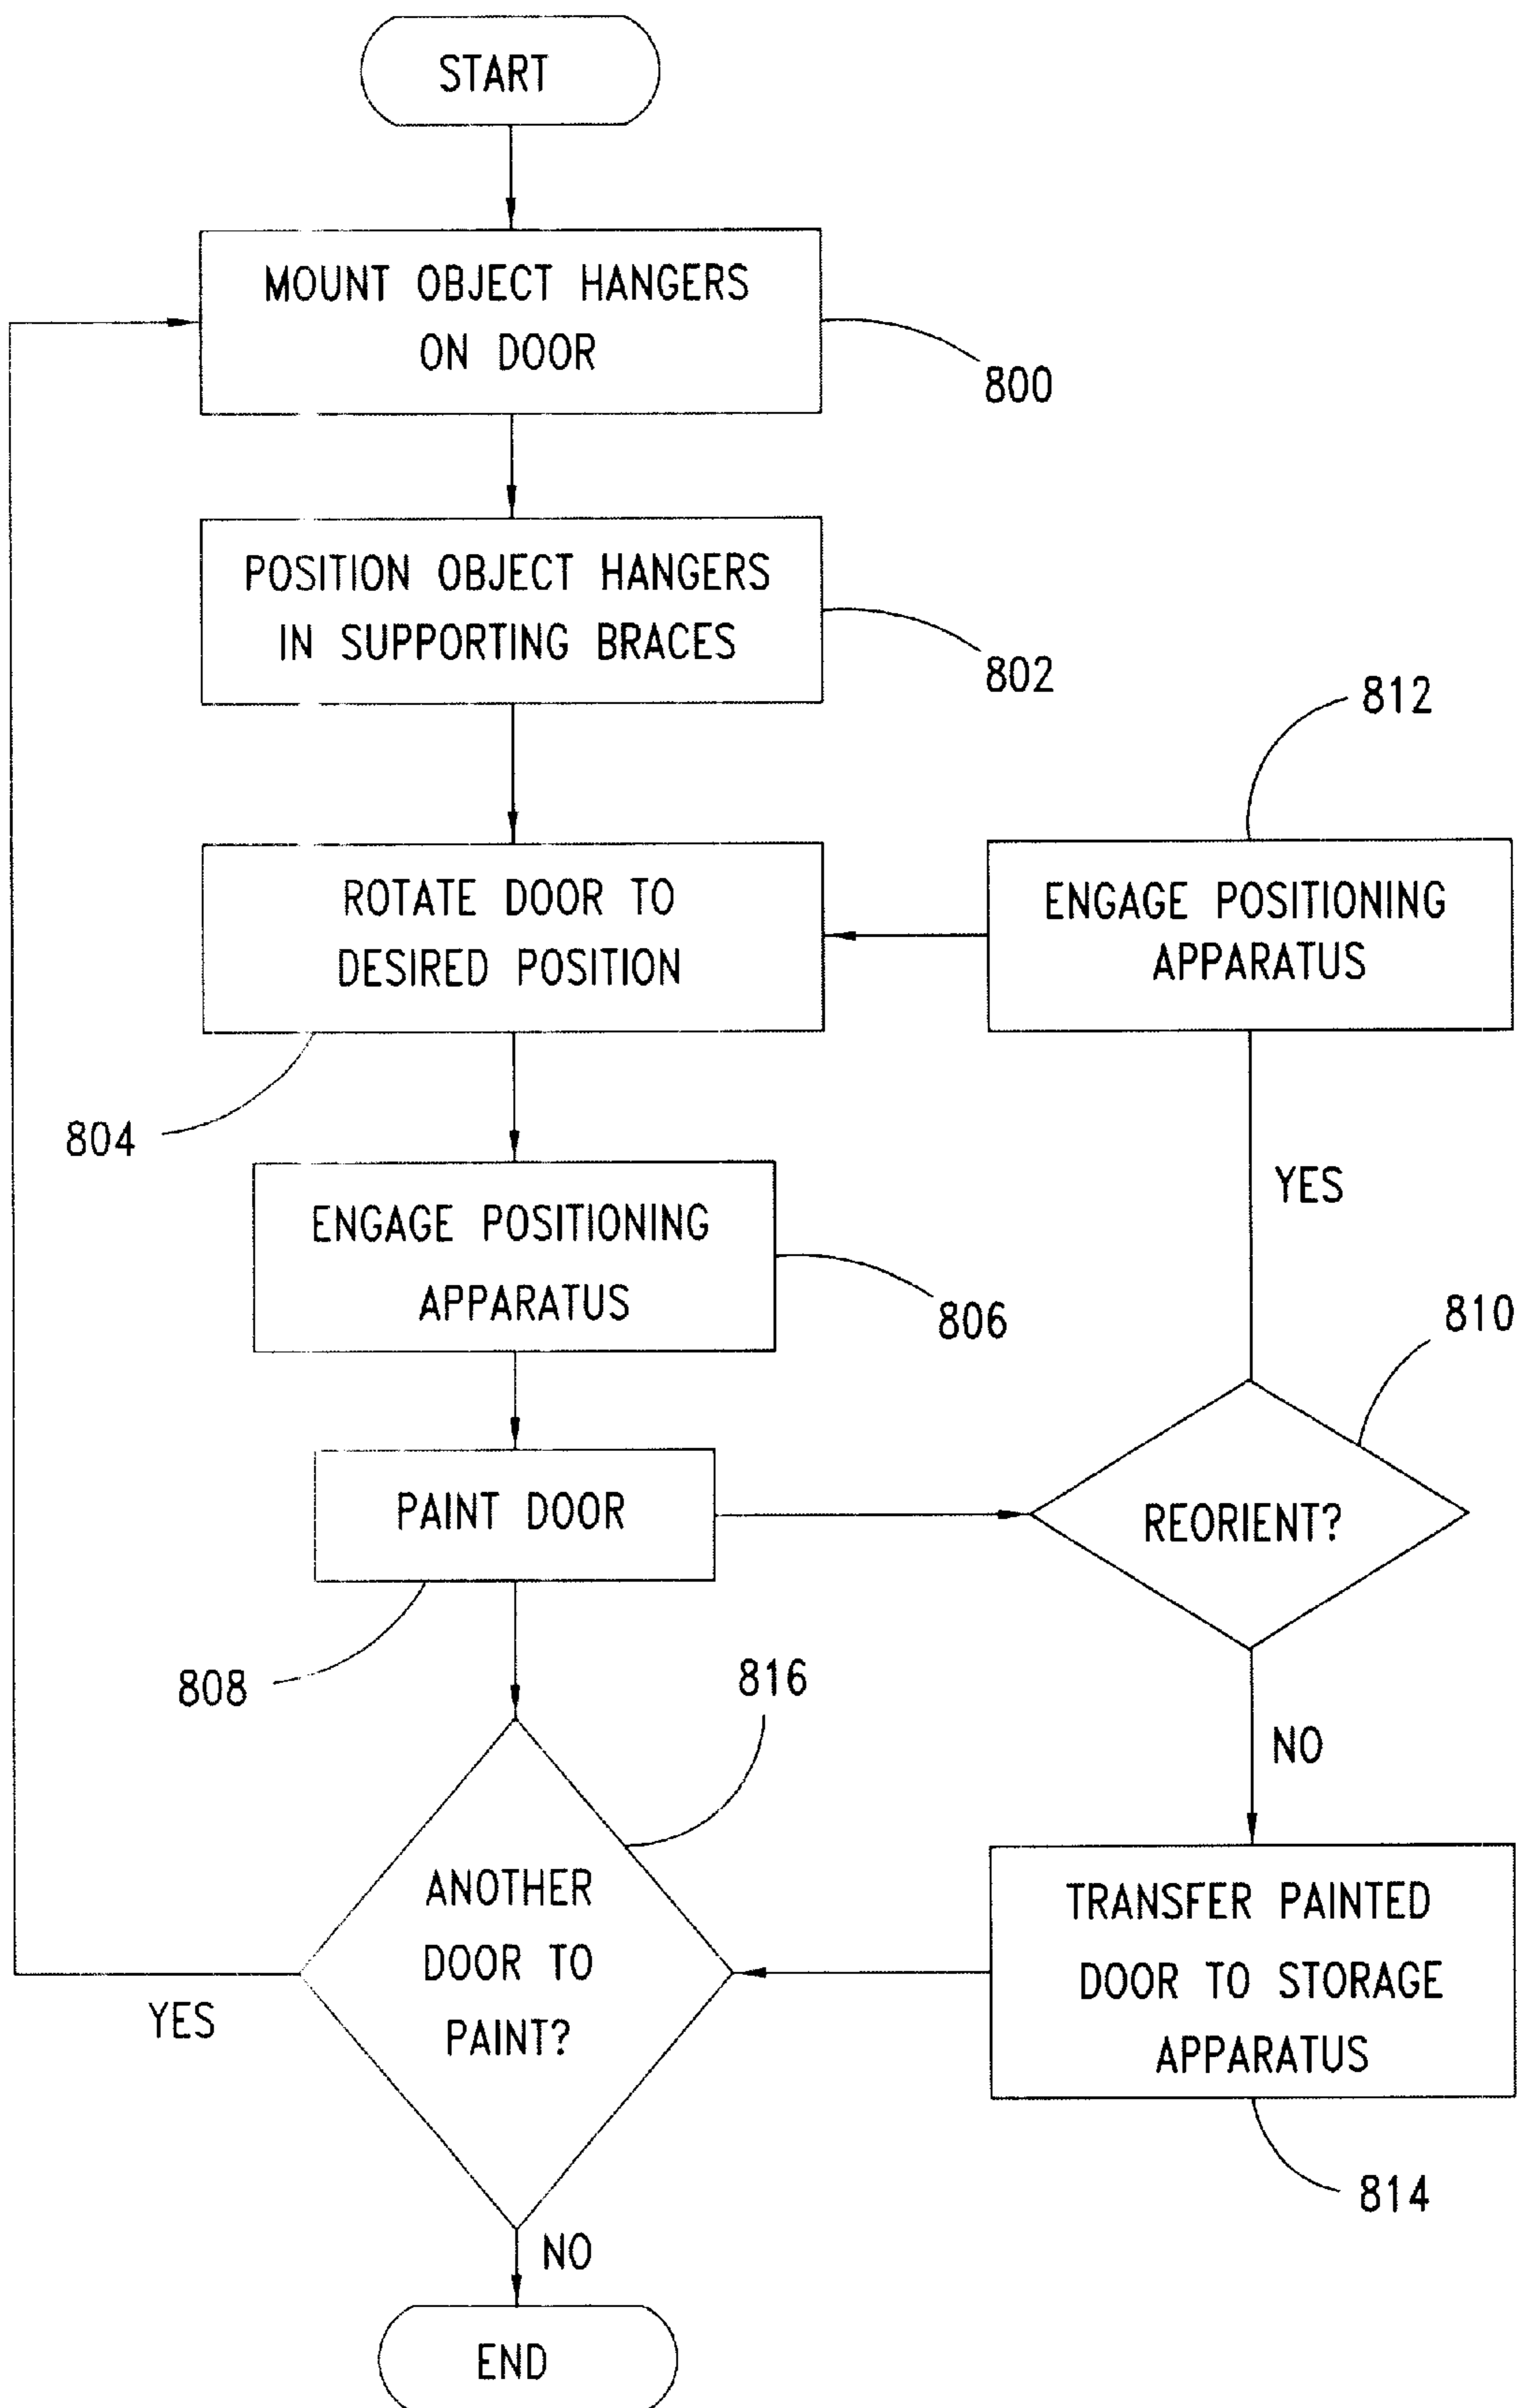 START
MOUNT OBJECT HANGERS
ON DOOR
800
POSITION OBJECT HANGERS
IN SUPPORTING BRACES
802
812
ROTATE DOOR TO
DESIRED POSITION
804
ENGAGE POSITIONING
APPARATUS
YES
ENGAGE POSITIONING
APPARATUS
806
810
PAINT DOOR
808
REORIENT?
816
NO
ANOTHER
DOOR TO
PAINT?
YES
TRANSFER PAINTED
DOOR TO STORAGE
APPARATUS
814
NO
END